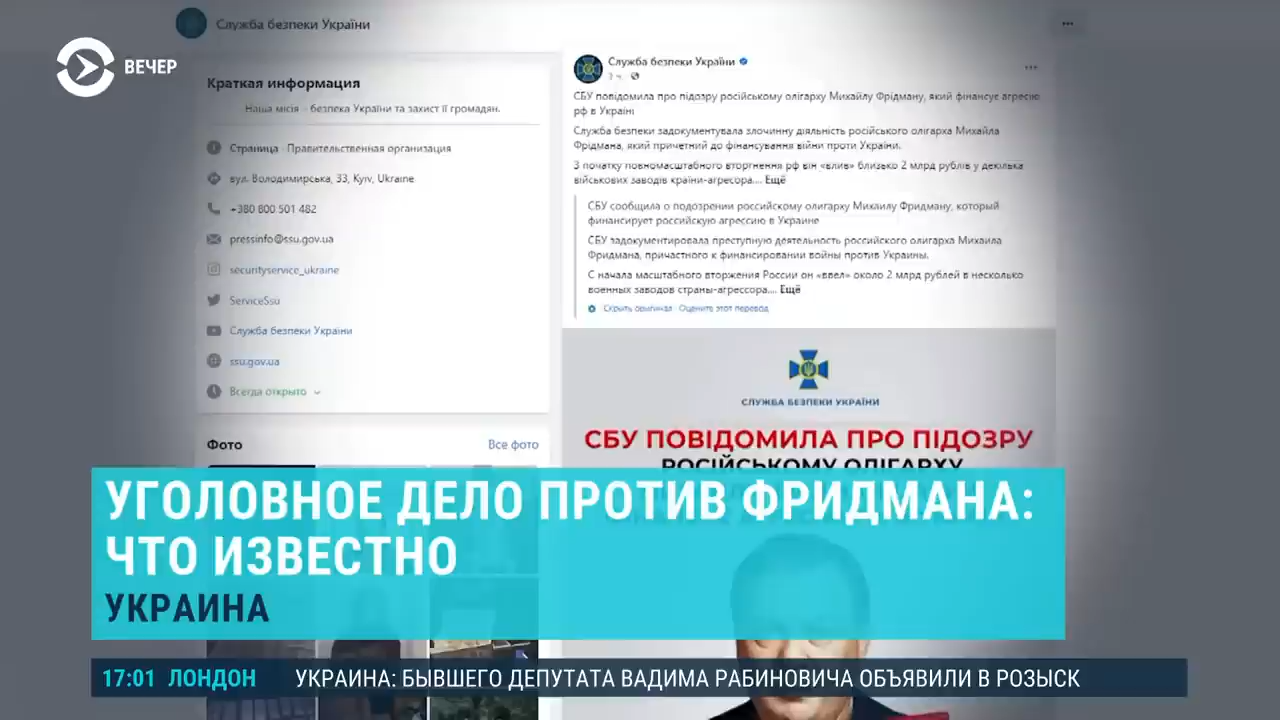 Служба безпеки України
ВЕЧЕР
Краткая информация
Наша місія - безпека України та захист її громадян.
Страница · Правительственная организация
вул. Володимирська, 33, Kyiv, Ukraine
+380 800 501 482
pressinfo@ssu.gov.ua
securityservice_ukraine
ServiceSsu
Служба безпеки України
ssu.gov.ua
Всегда открыто
Фото
Все фото
Служба безпеки України
3 ч.
СБУ повідомила про підозру російському олігарху Михайлу Фрідману, який фінансує агресію
рф в Україні
Служба безпеки задокументувала злочинну діяльність російського олігарха Михайла
Фрідмана, який причетний до фінансування війни проти України.
З початку повномасштабного вторгнення рф він «влив» близько 2 млрд рублів у декілька
військових заводів країни-агресора.... Ещё
СБУ сообщила о подозрении российскому олигарху Михаилу Фридману, который
финансирует российскую агрессию в Украине
СБУ задокументировала преступную деятельность российского олигарха Михаила
Фридмана, причастного к финансированию войны против Украины.
С начала масштабного вторжения России он «ввел» около 2 млрд рублей в несколько
военных заводов страны-агрессора.... Ещё
Скрыть оригинал · Оцените этот перевод
СЛУЖБА БЕЗПЕКИ УКРАЇНИ
СБУ ПОВІДОМИЛА ПРО ПІДОЗРУ
РОСІЙСЬКОМУ ОЛІГАРХУ
УГОЛОВНОЕ ДЕЛО ПРОТИВ ФРИДМАНА:
ЧТО ИЗВЕСТНО
УКРАИНА
17:01 ЛОНДОН УКРАИНА: БЫВШЕГО ДЕПУТАТА ВАДИМА РАБИНОВИЧА ОБЪЯВИЛИ В РОЗЫСК